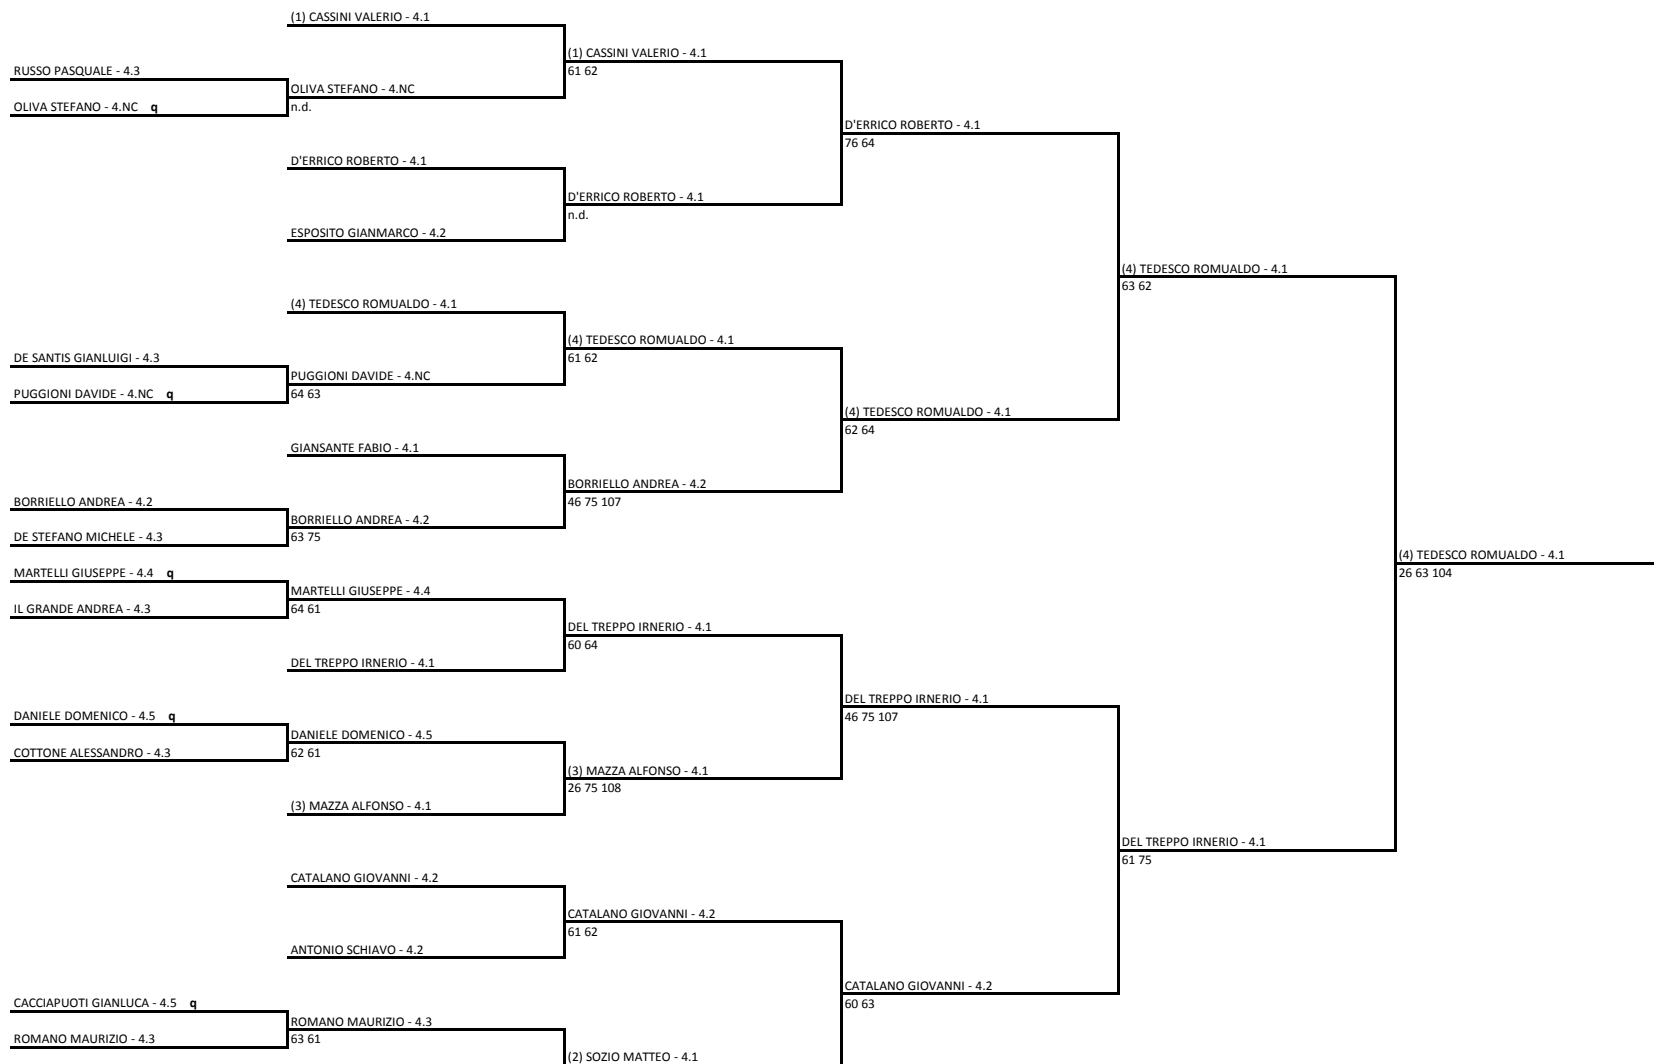 (1) CASSINI VALERIO - 4.1
(1) CASSINI VALERIO - 4.1
RUSSO PASQUALE - 4.3
61 62
OLIVA STEFANO - 4.NC
OLIVA STEFANO - 4.NC q
n.d.
D'ERRICO ROBERTO - 4.1
76 64
D'ERRICO ROBERTO - 4.1
D'ERRICO ROBERTO - 4.1
n.d.
ESPOSITO GIANMARCO - 4.2
(4) TEDESCO ROMUALDO - 4.1
63 62
(4) TEDESCO ROMUALDO - 4.1
(4) TEDESCO ROMUALDO - 4.1
DE SANTIS GIANLUIGI - 4.3
61 62
PUGGIONI DAVIDE - 4.NC
PUGGIONI DAVIDE - 4.NC q
64 63
(4) TEDESCO ROMUALDO - 4.1
62 64
GIANSANTE FABIO - 4.1
BORRIELLO ANDREA - 4.2
BORRIELLO ANDREA - 4.2
46 75 107
BORRIELLO ANDREA - 4.2
DE STEFANO MICHELE - 4.3
63 75
(4) TEDESCO ROMUALDO - 4.1
26 63 104
MARTELLI GIUSEPPE - 4.4 q
MARTELLI GIUSEPPE - 4.4
IL GRANDE ANDREA - 4.3
64 61
DEL TREPPO IRNERIO - 4.1
60 64
DEL TREPPO IRNERIO - 4.1
DEL TREPPO IRNERIO - 4.1
46 75 107
DANIELE DOMENICO - 4.5 q
DANIELE DOMENICO - 4.5
COTTONE ALESSANDRO - 4.3
62 61
(3) MAZZA ALFONSO - 4.1
26 75 108
(3) MAZZA ALFONSO - 4.1
DEL TREPPO IRNERIO - 4.1
61 75
CATALANO GIOVANNI - 4.2
CATALANO GIOVANNI - 4.2
61 62
ANTONIO SCHIAVO - 4.2
CATALANO GIOVANNI - 4.2
60 63
CACCIAPUOTI GIANLUCA - 4.5 q
ROMANO MAURIZIO - 4.3
ROMANO MAURIZIO - 4.3
63 61
(2) SOZIO MATTEO - 4.1